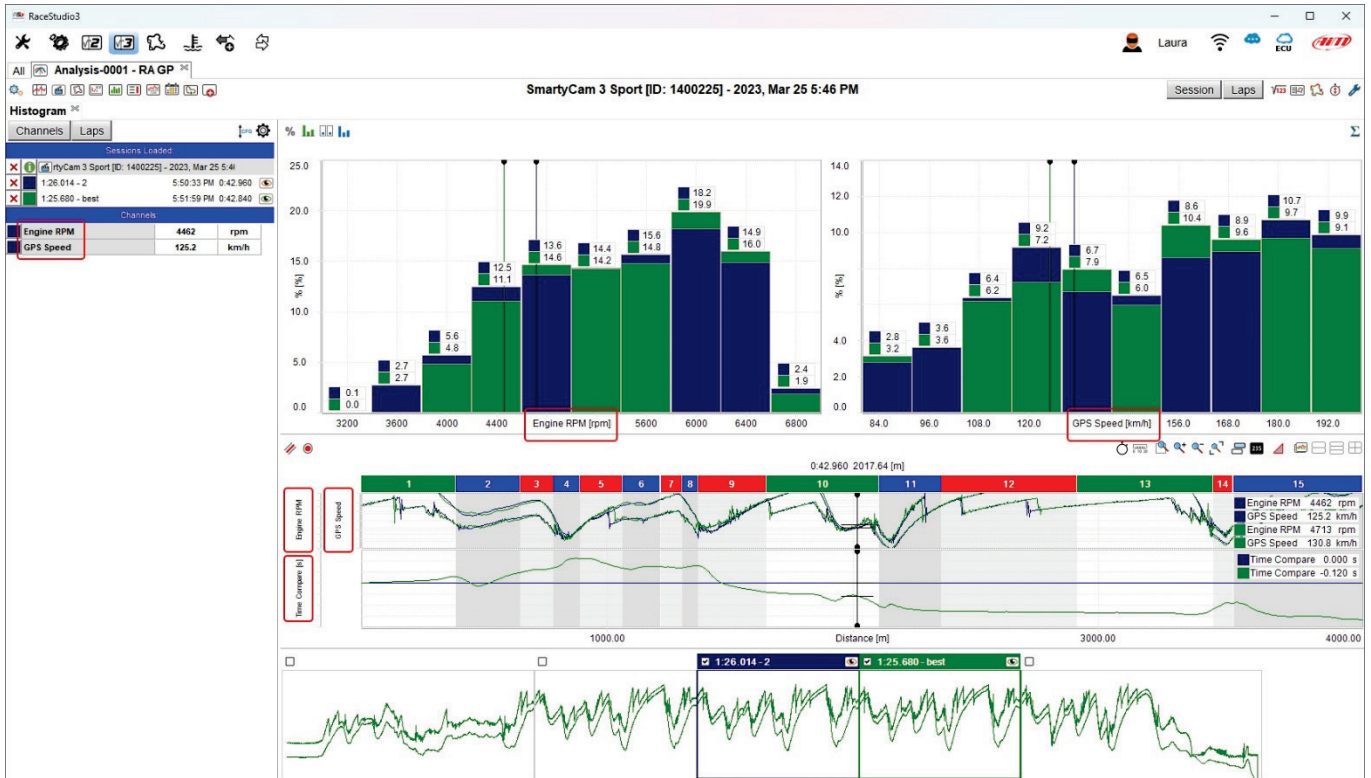 RaceStudio3
Laura
ECU
AiM
All Analysis-0001 - RA GP
SmartyCam 3 Sport [ID: 1400225] - 2023, Mar 25 5:46 PM
Session Laps
Histogram
Channels Laps
CFG
%
Σ
Sessions Loaded
rtyCam 3 Sport [ID: 1400225] - 2023, Mar 25 5:4
1:26.014 - 2 5:50:33 PM 0:42.960
1:25.680 - best 5:51:59 PM 0:42.840
Channels
Engine RPM 4462 rpm
GPS Speed 125.2 km/h
25.0
20.0
15.0
10.0
5.0
0.0
% [%]
0.1
0.0
2.7
2.7
5.6
4.8
12.5
11.1
13.6
14.6
14.4
14.2
15.6
14.8
18.2
19.9
14.9
16.0
2.4
1.9
3200 3600 4000 4400 Engine RPM [rpm] 5600 6000 6400 6800
14.0
12.0
10.0
4.0
2.0
0.0
% [%]
2.8
3.2
3.6
3.6
6.4
6.2
9.2
7.2
6.7
7.9
6.5
6.0
8.6
10.4
8.9
9.6
10.7
9.7
9.9
9.1
84.0 96.0 108.0 120.0 GPS Speed [km/h] 156.0 168.0 180.0 192.0
0:42.960 2017.64 [m]
1 2 3 4 5 6 7 8 9 10 11 12 13 14 15
Engine RPM
GPS Speed
Engine RPM 4462 rpm
GPS Speed 125.2 km/h
Engine RPM 4713 rpm
GPS Speed 130.8 km/h
Time Compare [s]
Time Compare 0.000 s
Time Compare -0.120 s
1000.00 Distance [m] 3000.00 4000.00
1:26.014 - 2 1:25.680 - best